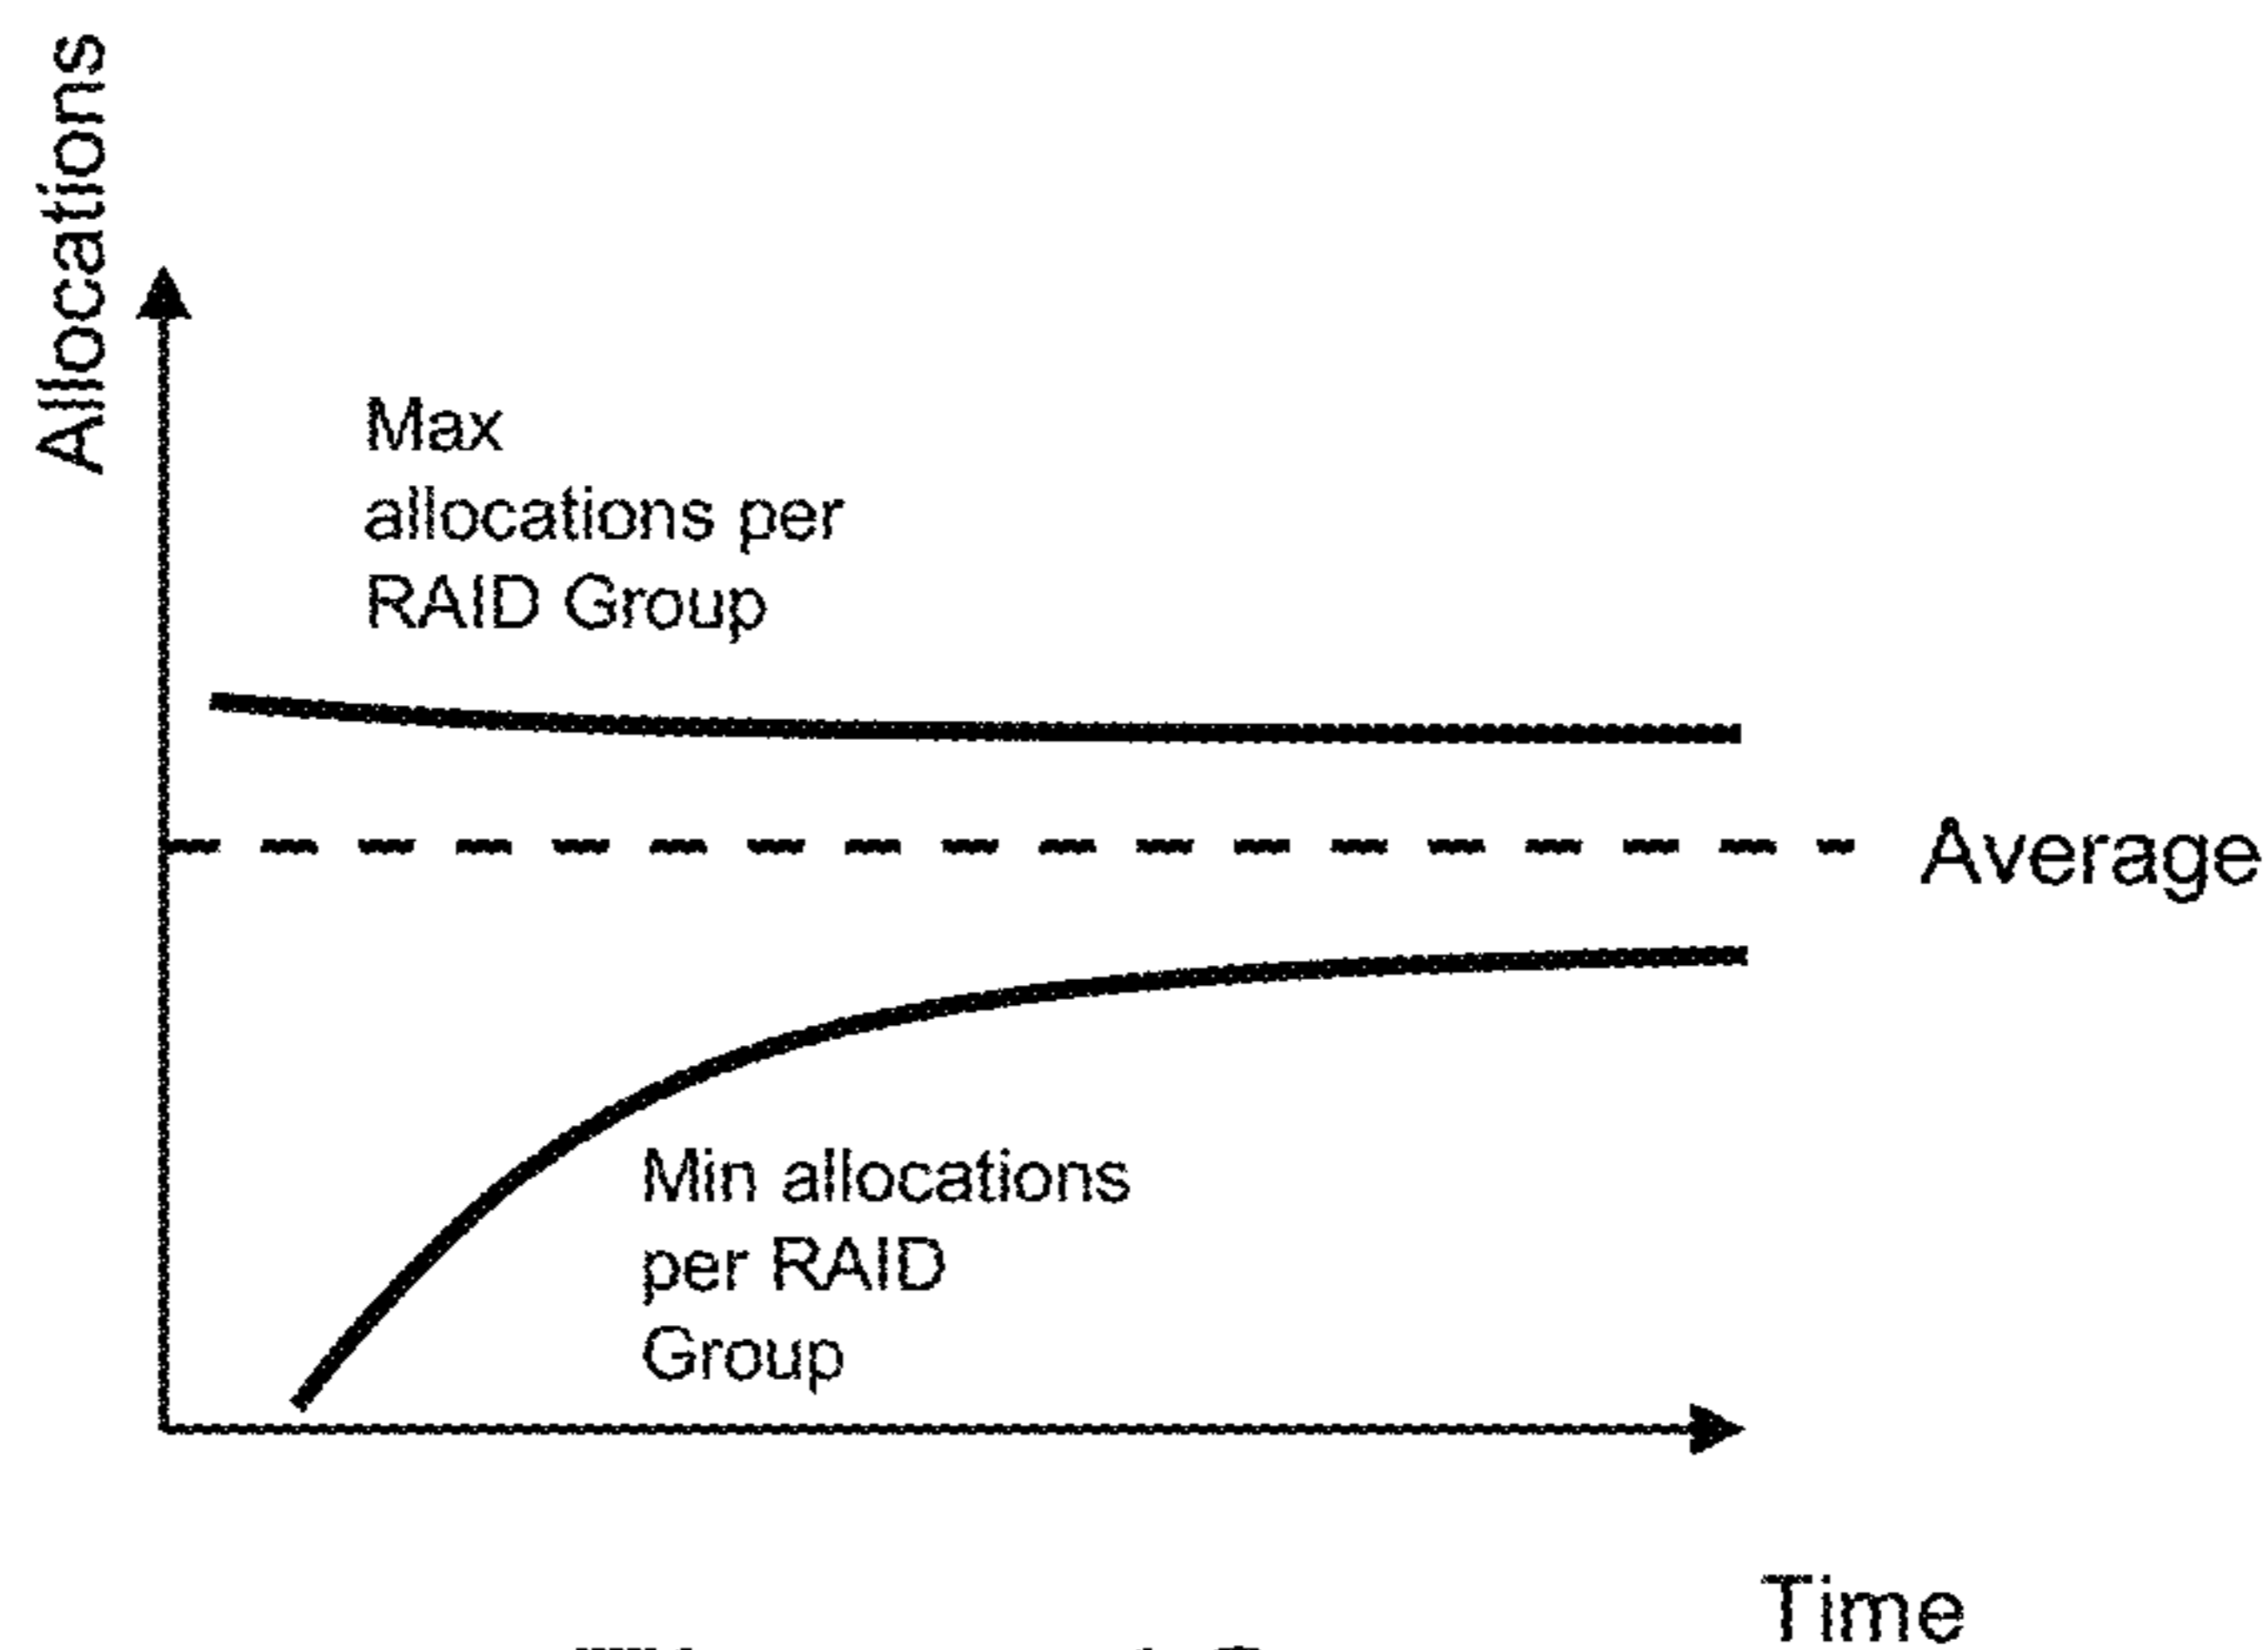 Allocations
Max
allocations per
RAID Group
Average
Min allocations
per RAID
Group
Time